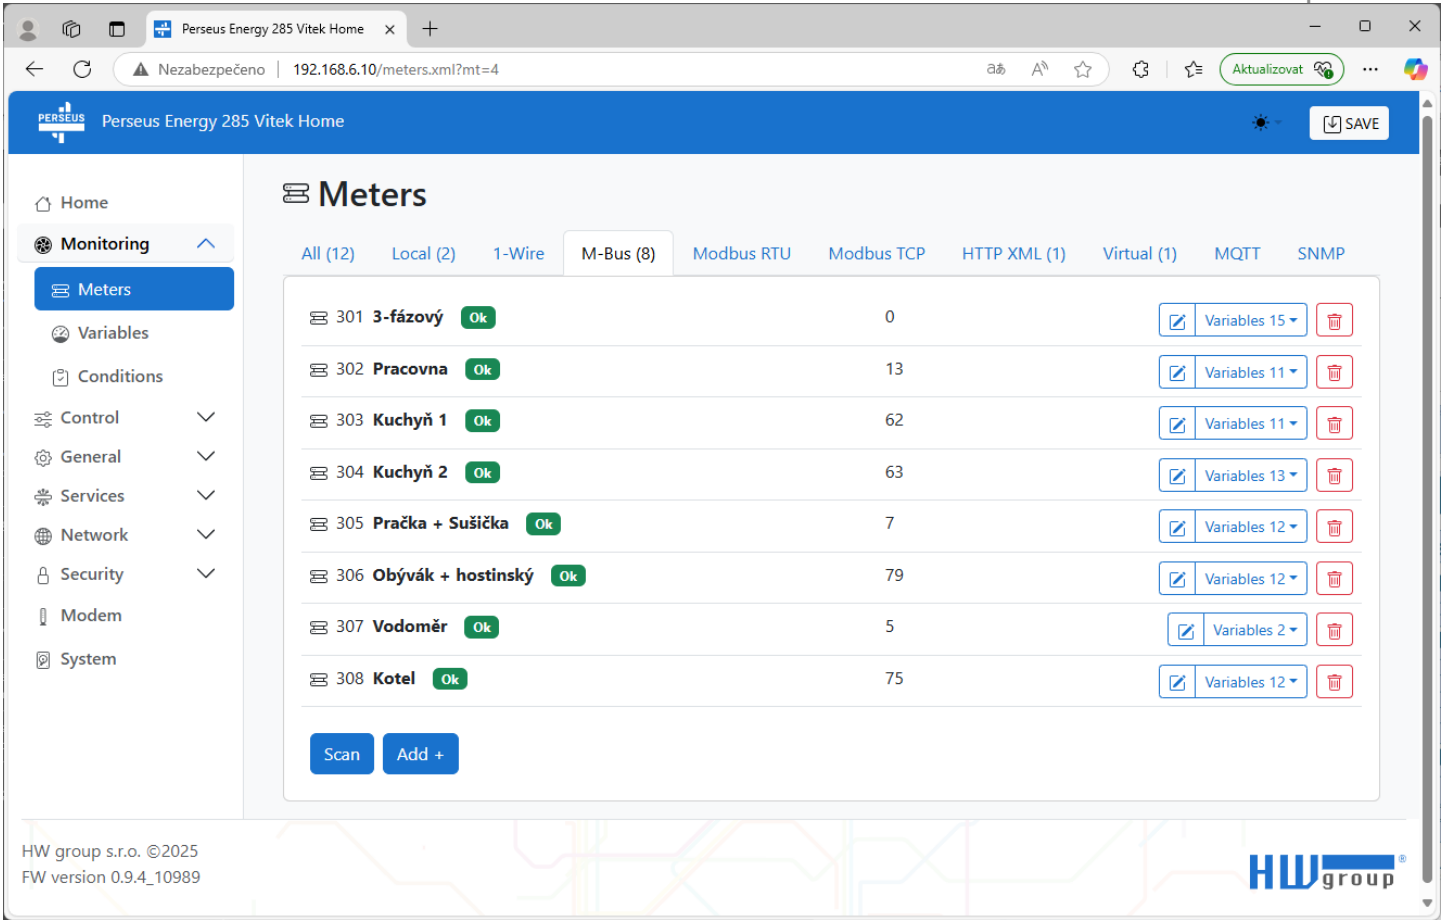 Perseus Energy 285 Vitek Home
Nezabezpečeno 192.168.6.10/meters.xml?mt=4 Aktualizovat
PERSEUS Perseus Energy 285 Vitek Home SAVE
Home
Monitoring
Meters
Variables
Conditions
Control
General
Services
Network
Security
Modem
System
Meters
All (12) Local (2) 1-Wire M-Bus (8) Modbus RTU Modbus TCP HTTP XML (1) Virtual (1) MQTT SNMP
301 3-fázový Ok 0 Variables 15
302 Pracovna Ok 13 Variables 11
303 Kuchyň 1 Ok 62 Variables 11
304 Kuchyň 2 Ok 63 Variables 13
305 Pračka + Sušička Ok 7 Variables 12
306 Obývák + hostinský Ok 79 Variables 12
307 Vodoměr Ok 5 Variables 2
308 Kotel Ok 75 Variables 12
Scan Add +
HW group s.r.o. ©2025
FW version 0.9.4_10989
HW group ®